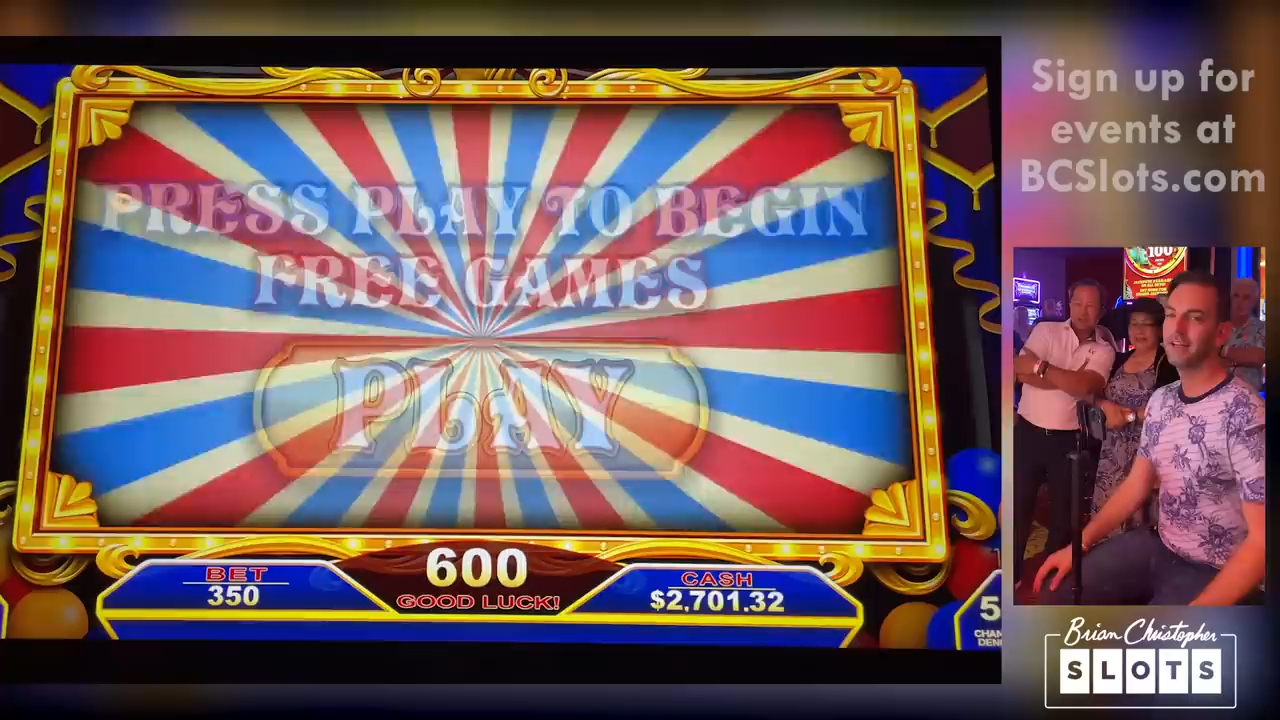 PRESS PLAY TO BEGIN
FREE GAMES
PLAY
BET
350
600
GOOD LUCK!
CASH
$2,701.32
Sign up for
events at
BCSlots.com
100
Brian Christopher
SLOTS